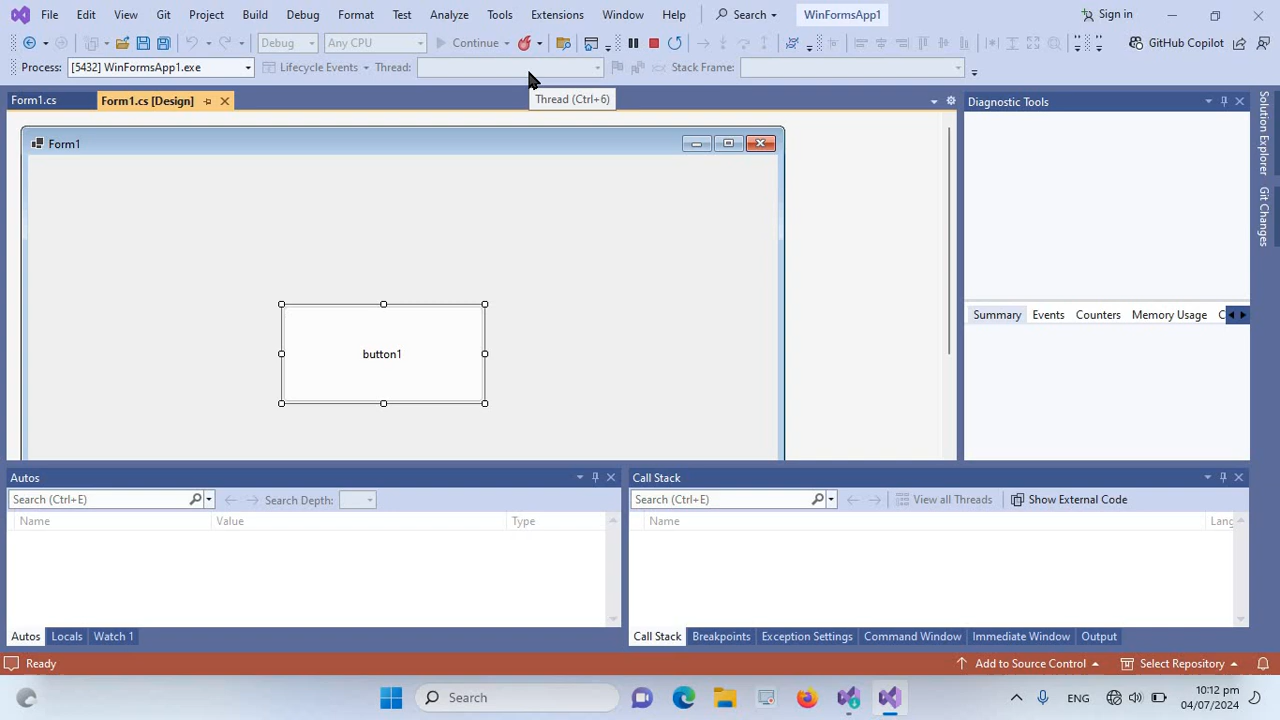 File Edit View Git Project Build Debug Format Test Analyze Tools Extensions Window Help Search WinFormsApp1 Sign in
Debug Any CPU Continue GitHub Copilot
Process: [5432] WinFormsApp1.exe Lifecycle Events Thread: Stack Frame:
Form1.cs Form1.cs [Design] Thread (Ctrl+6) Diagnostic Tools
Form1
button1
Solution Explorer
Git Changes
Summary Events Counters Memory Usage C
Autos
Search (Ctrl+E) Search Depth:
Name Value Type
Autos Locals Watch 1
Call Stack
Search (Ctrl+E) View all Threads Show External Code
Name Lang
Call Stack Breakpoints Exception Settings Command Window Immediate Window Output
Ready Add to Source Control Select Repository
Search ENG 10:12 pm
04/07/2024